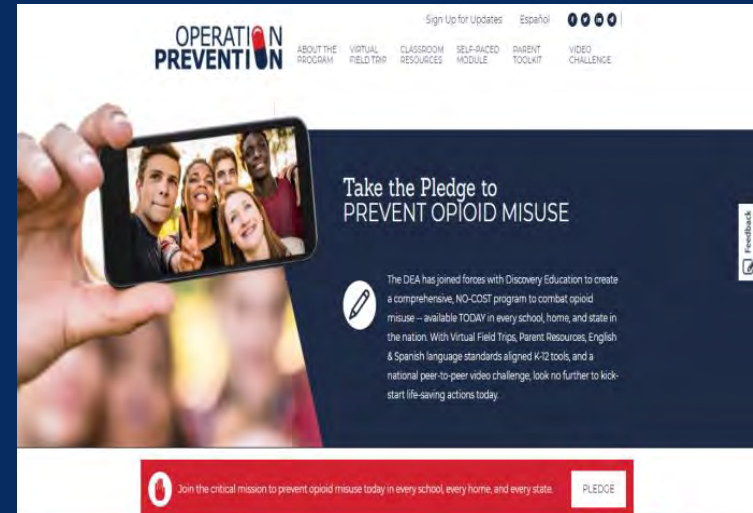 Sign Up for Updates Español
OPERATION
PREVENTION
ABOUT THE PROGRAM VIRTUAL FIELD TRIP CLASSROOM RESOURCES SELF-PACED MODULE PARENT TOOLKIT VIDEO CHALLENGE
Take the Pledge to
PREVENT OPIOID MISUSE
The DEA has joined forces with Discovery Education to create
a comprehensive, NO-COST program to combat opioid
misuse -- available TODAY in every school, home, and state in
the nation. With Virtual Field Trips, Parent Resources, English
& Spanish language standards aligned K-12 tools, and a
national peer-to-peer video challenge, look no further to kick-
start life-saving actions today.
Feedback
Join the critical mission to prevent opioid misuse today in every school, every home, and every state.
PLEDGE